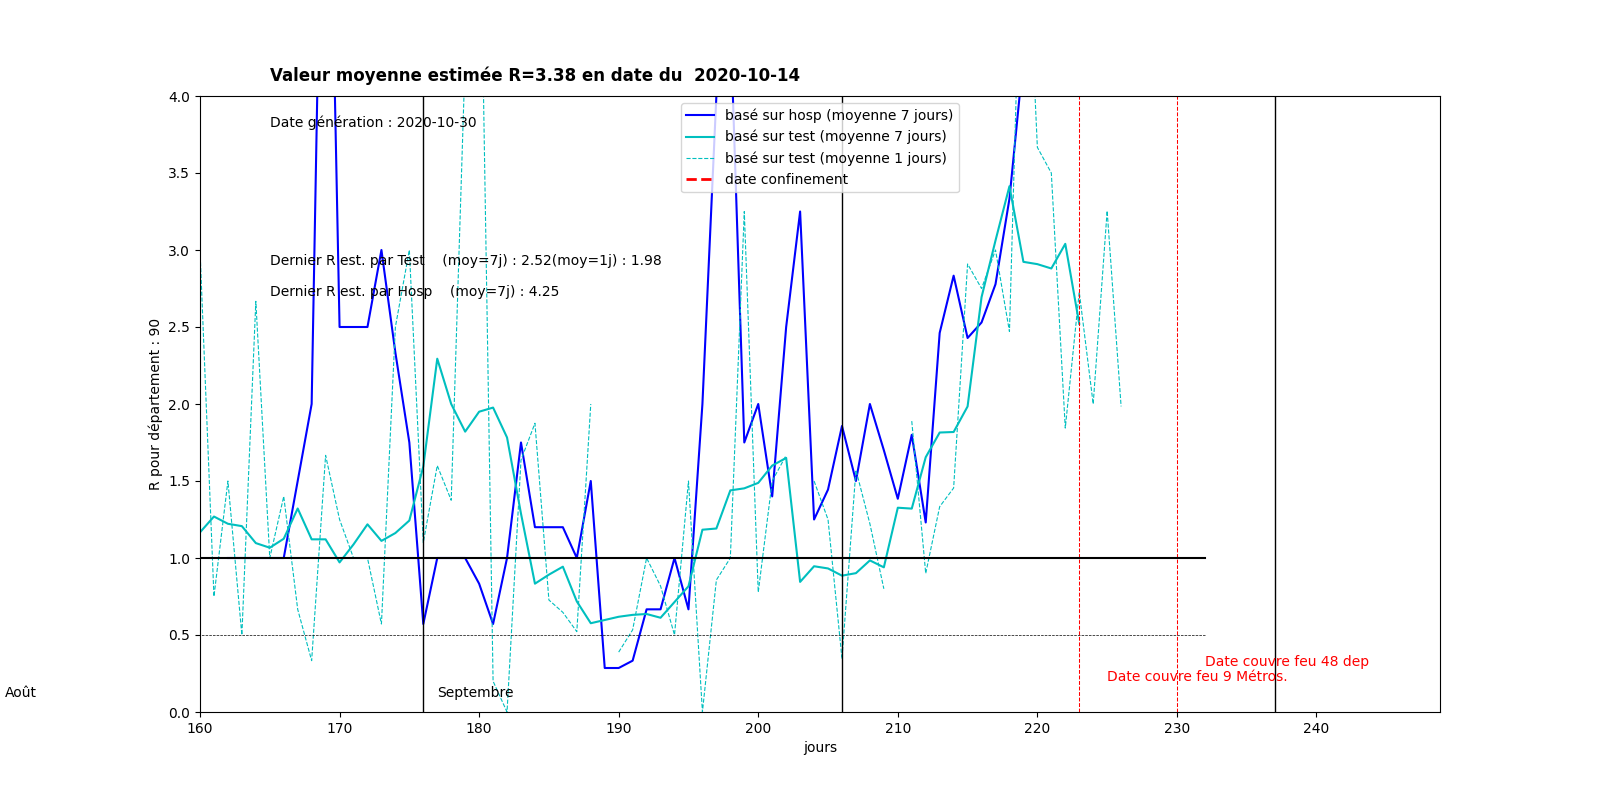 Valeur moyenne estimée R=3.38 en date du  2020-10-14
4.0
3.5
3.0
2.5
2.0
1.5
1.0
0.5
0.0
R pour département : 90
Date génération : 2020-10-30
basé sur hosp (moyenne 7 jours)
basé sur test (moyenne 7 jours)
basé sur test (moyenne 1 jours)
date confinement
Dernier R est. par Test    (moy=7j) : 2.52(moy=1j) : 1.98
Dernier R est. par Hosp    (moy=7j) : 4.25
Date couvre feu 48 dep
Date couvre feu 9 Métros.
Août
Septembre
160 170 180 190 200 210 220 230 240
jours